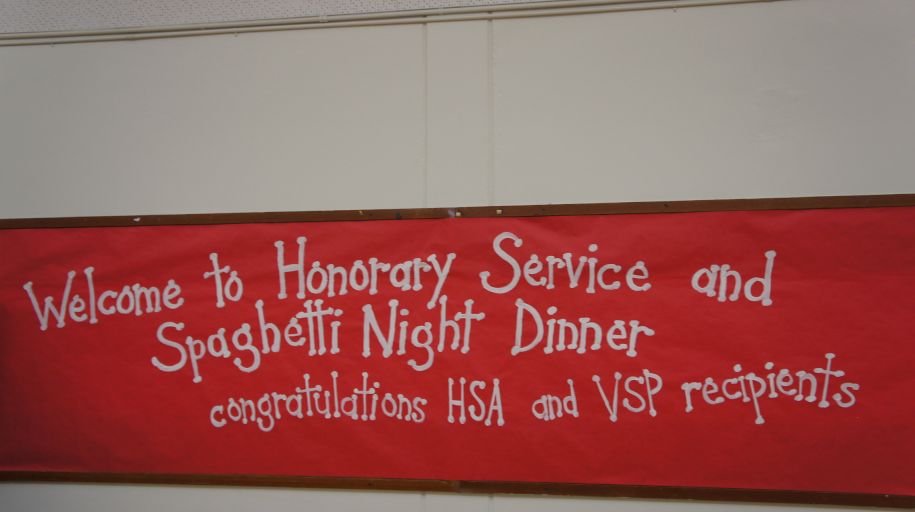 Welcome to Honorary Service and
Spaghetti Night Dinner
congratulations HSA and VSP recipients